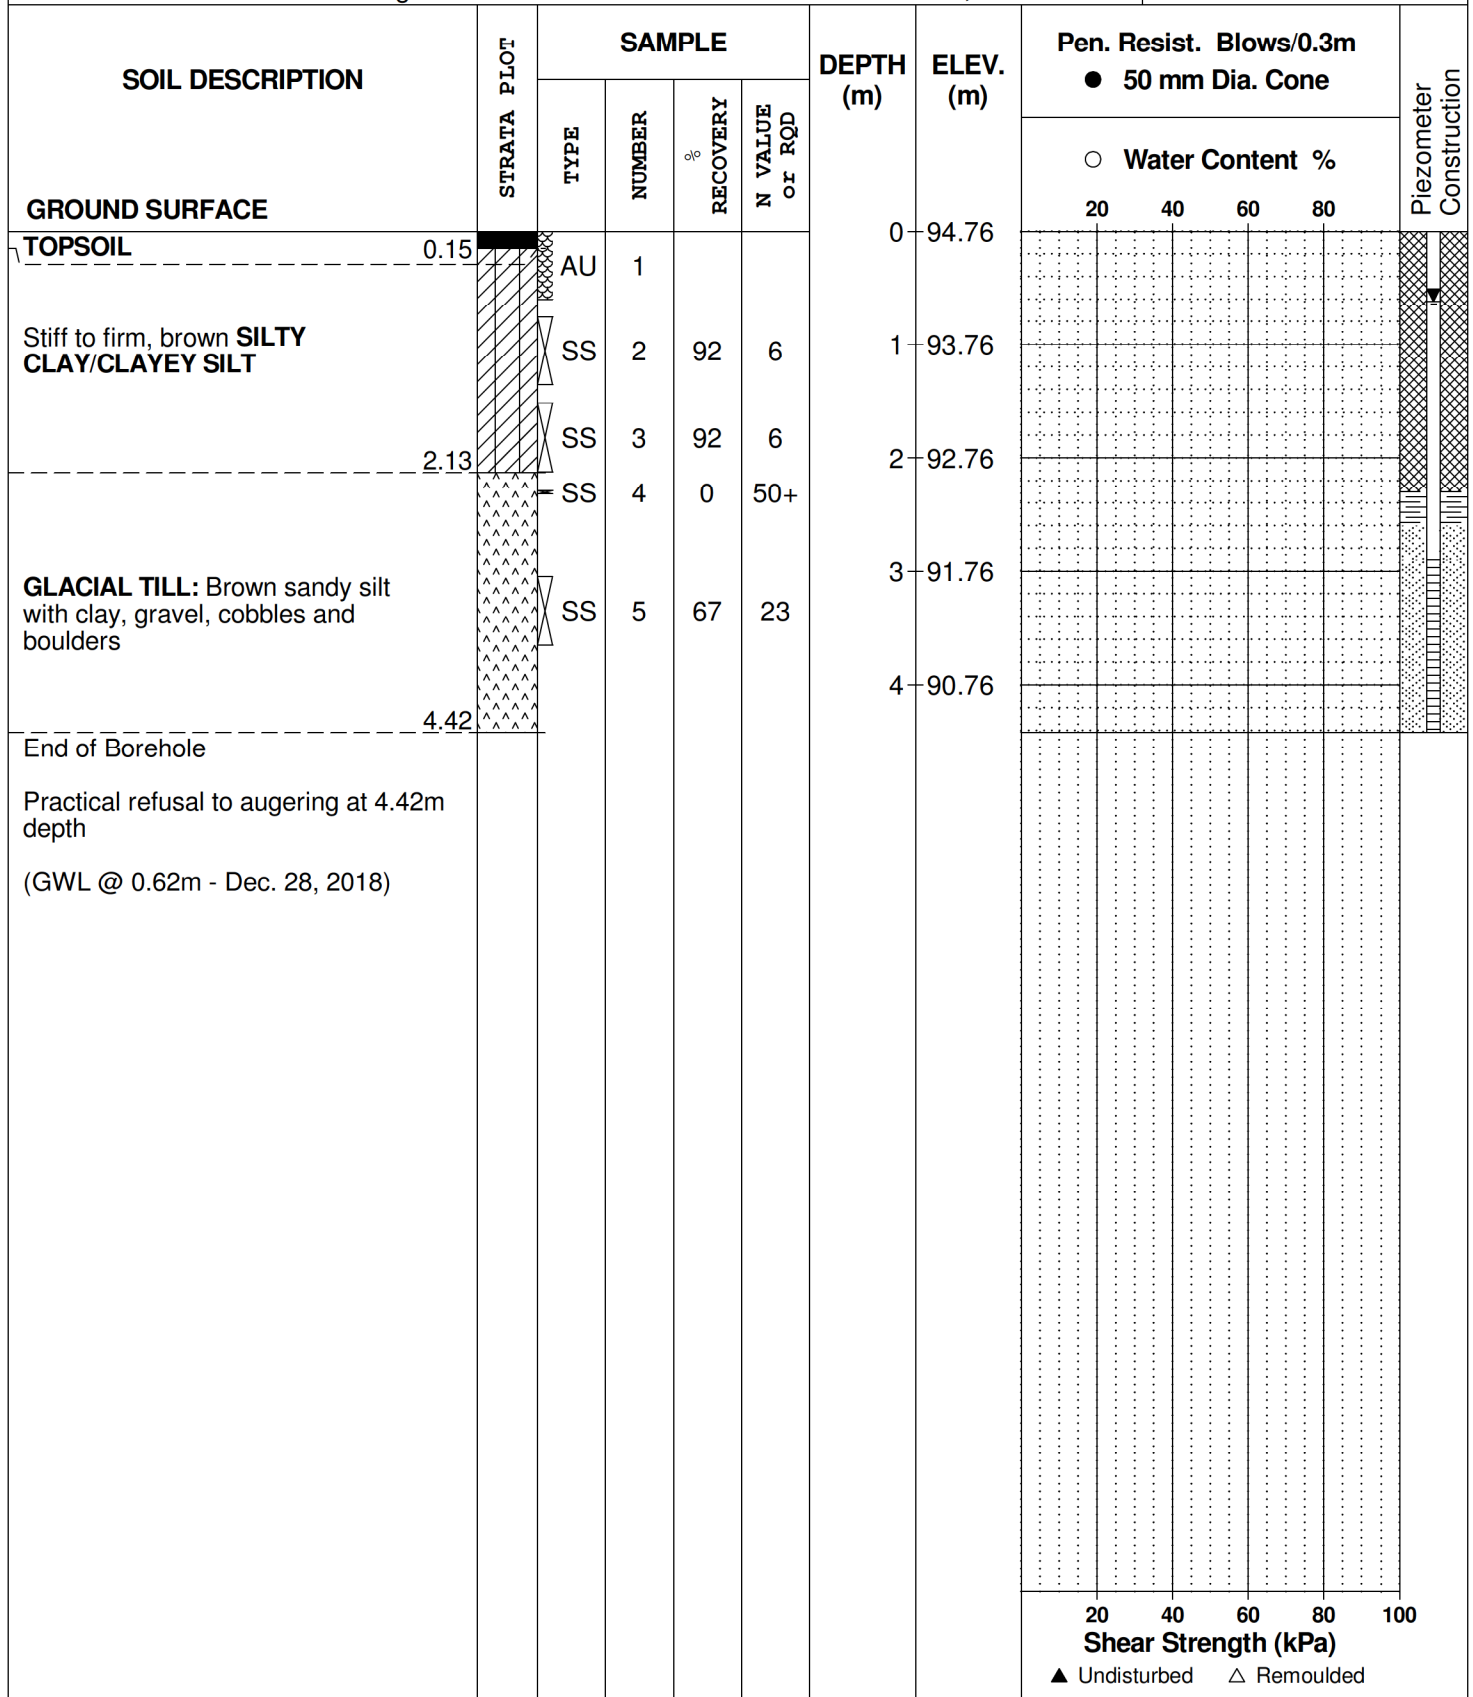 SOIL DESCRIPTION
GROUND SURFACE
STRATA PLOT
SAMPLE
TYPE
NUMBER
% RECOVERY
N VALUE or RQD
DEPTH (m)
ELEV. (m)
Pen. Resist. Blows/0.3m
● 50 mm Dia. Cone
○ Water Content %
20 40 60 80
Piezometer Construction
0 94.76
TOPSOIL 0.15
AU 1
Stiff to firm, brown SILTY
CLAY/CLAYEY SILT
SS 2 92 6
1 93.76
SS 3 92 6
2.13
2 92.76
SS 4 0 50+
GLACIAL TILL: Brown sandy silt
with clay, gravel, cobbles and
boulders
3 91.76
SS 5 67 23
4 90.76
4.42
End of Borehole
Practical refusal to augering at 4.42m
depth
(GWL @ 0.62m - Dec. 28, 2018)
20 40 60 80 100
Shear Strength (kPa)
▲ Undisturbed △ Remoulded